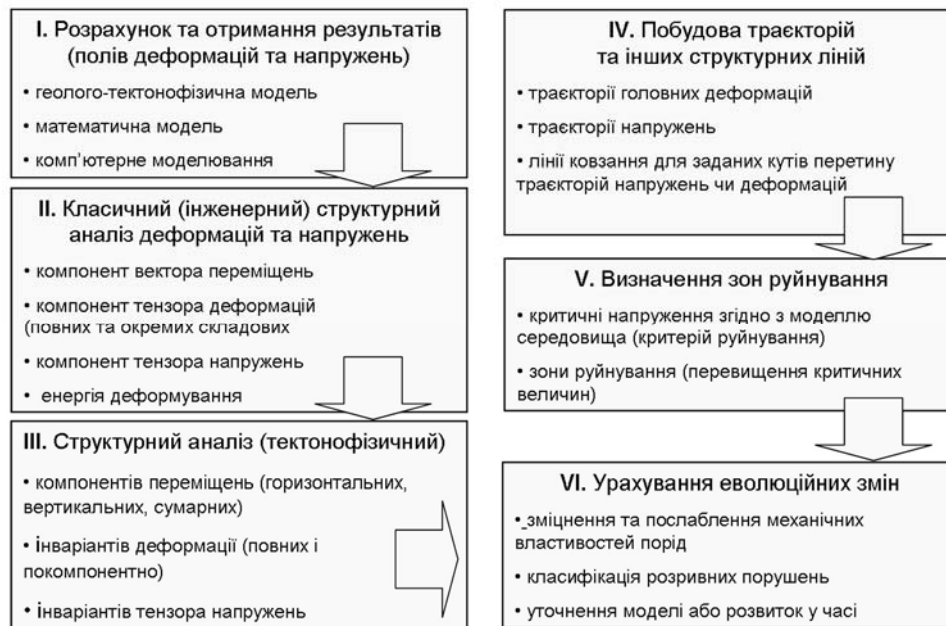 I. Розрахунок та отримання результатів
(полів деформацій та напружень)
• геолого-тектонофізична модель
• математична модель
• комп’ютерне моделювання
II. Класичний (інженерний) структурний
аналіз деформацій та напружень
• компонент вектора переміщень
• компонент тензора деформацій
(повних та окремих складових
• компонент тензора напружень
• енергія деформування
III. Структурний аналіз (тектонофізичний)
• компонентів переміщень (горизонтальних,
вертикальних, сумарних)
• інваріантів деформації (повних і
покомпонентно)
• інваріантів тензора напружень
IV. Побудова траєкторій
та інших структурних ліній
• траєкторії головних деформацій
• траєкторії напружень
• лінії ковзання для заданих кутів перетину
траєкторій напружень чи деформацій
V. Визначення зон руйнування
• критичні напруження згідно з моделлю
середовища (критерій руйнування)
• зони руйнування (перевищення критичних
величин)
VI. Урахування еволюційних змін
• зміцнення та послаблення механічних
властивостей порід
• класифікація розривних порушень
• уточнення моделі або розвиток у часі